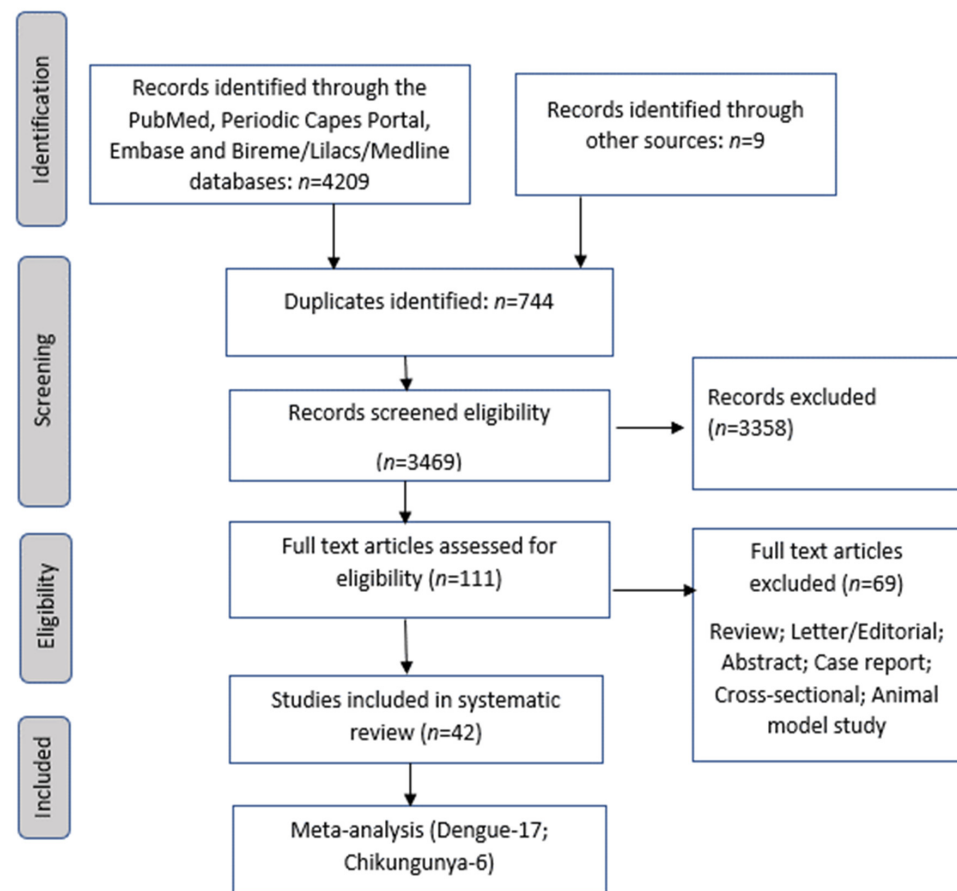 Identification
Records identified through the
PubMed, Periodic Capes Portal,
Embase and Bireme/Lilacs/Medline
databases: n=4209
Records identified through
other sources: n=9
Screening
Duplicates identified: n=744
Records screened eligibility
(n=3469)
Records excluded
(n=3358)
Eligibility
Full text articles assessed for
eligibility (n=111)
Full text articles
excluded (n=69)
Review; Letter/Editorial;
Abstract; Case report;
Cross-sectional; Animal
model study
Included
Studies included in systematic
review (n=42)
Meta-analysis (Dengue-17;
Chikungunya-6)